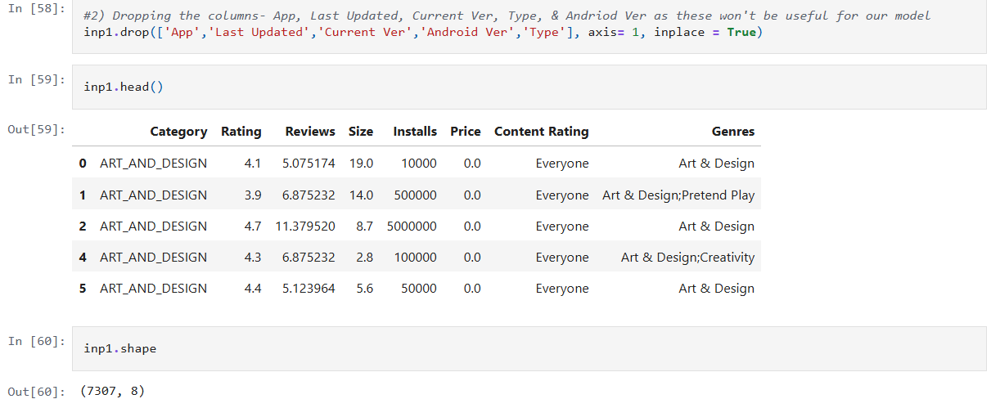 In [58]: #2) Dropping the columns- App, Last Updated, Current Ver, Type, & Andriod Ver as these won't be useful for our model
inp1.drop(['App','Last Updated','Current Ver','Android Ver','Type'], axis= 1, inplace = True)
In [59]: inp1.head()
Out[59]: Category Rating Reviews Size Installs Price Content Rating Genres
0 ART_AND_DESIGN 4.1 5.075174 19.0 10000 0.0 Everyone Art & Design
1 ART_AND_DESIGN 3.9 6.875232 14.0 500000 0.0 Everyone Art & Design;Pretend Play
2 ART_AND_DESIGN 4.7 11.379520 8.7 5000000 0.0 Everyone Art & Design
4 ART_AND_DESIGN 4.3 6.875232 2.8 100000 0.0 Everyone Art & Design;Creativity
5 ART_AND_DESIGN 4.4 5.123964 5.6 50000 0.0 Everyone Art & Design
In [60]: inp1.shape
Out[60]: (7307, 8)